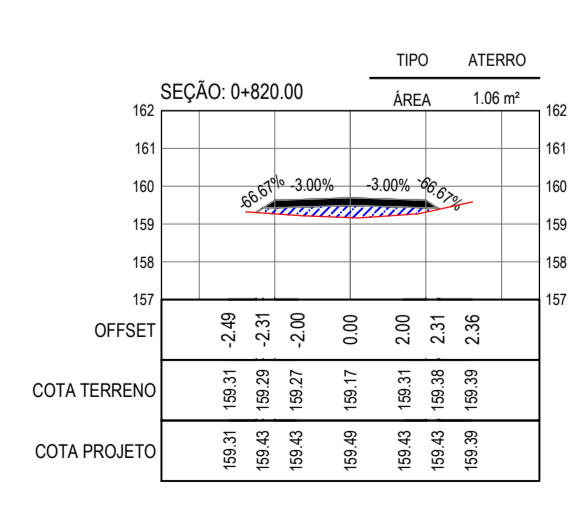 TIPO ATERRO
SEÇÃO: 0+820.00
ÁREA 1.06 m²
162 162
161 161
-66.67% -3.00% -3.00% -66.67%
160 160
159 159
158 158
157 157
OFFSET -2.49 -2.31 -2.00 0.00 2.00 2.31 2.36
COTA TERRENO 159.31 159.29 159.27 159.17 159.31 159.38 159.39
COTA PROJETO 159.31 159.43 159.43 159.49 159.43 159.43 159.39